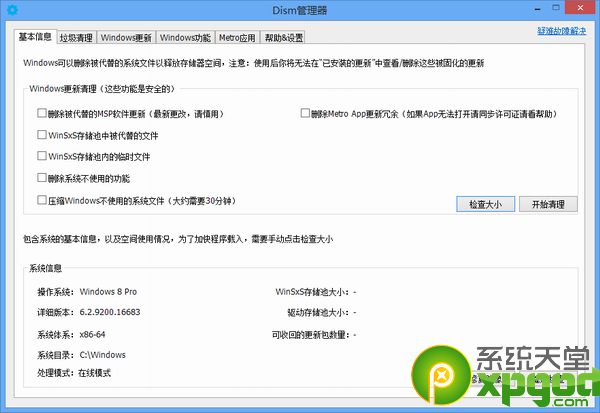 Dism管理器
基本信息 垃圾清理 Windows更新 Windows功能 Metro应用 帮助&设置 疑难故障解决
Windows可以删除被代替的系统文件以释放存储器空间，注意：使用后你将无法在"已安装的更新"中查看/删除这些被固化的更新
Windows更新清理（这些功能是安全的）
删除被代替的MSP软件更新（最新更改，请慎用） 删除Metro App更新冗余（如果App无法打开请同步许可证请看帮助）
WinSxS存储池中被代替的文件
WinSxS存储池内的临时文件
删除系统不使用的功能
压缩Windows不使用的系统文件（大约需要30分钟） 检查大小 开始清理
包含系统的基本信息，以及空间使用情况，为了加快程序载入，需要手动点击检查大小
系统信息
操作系统：Windows 8 Pro WinSxS存储池大小：-
详细版本：6.2.9200.16683 驱动存储池大小：-
系统体系：x86-64 可收回的更新包数量：-
系统目录：C:\Windows
处理模式：在线模式
系统天堂
xpgod